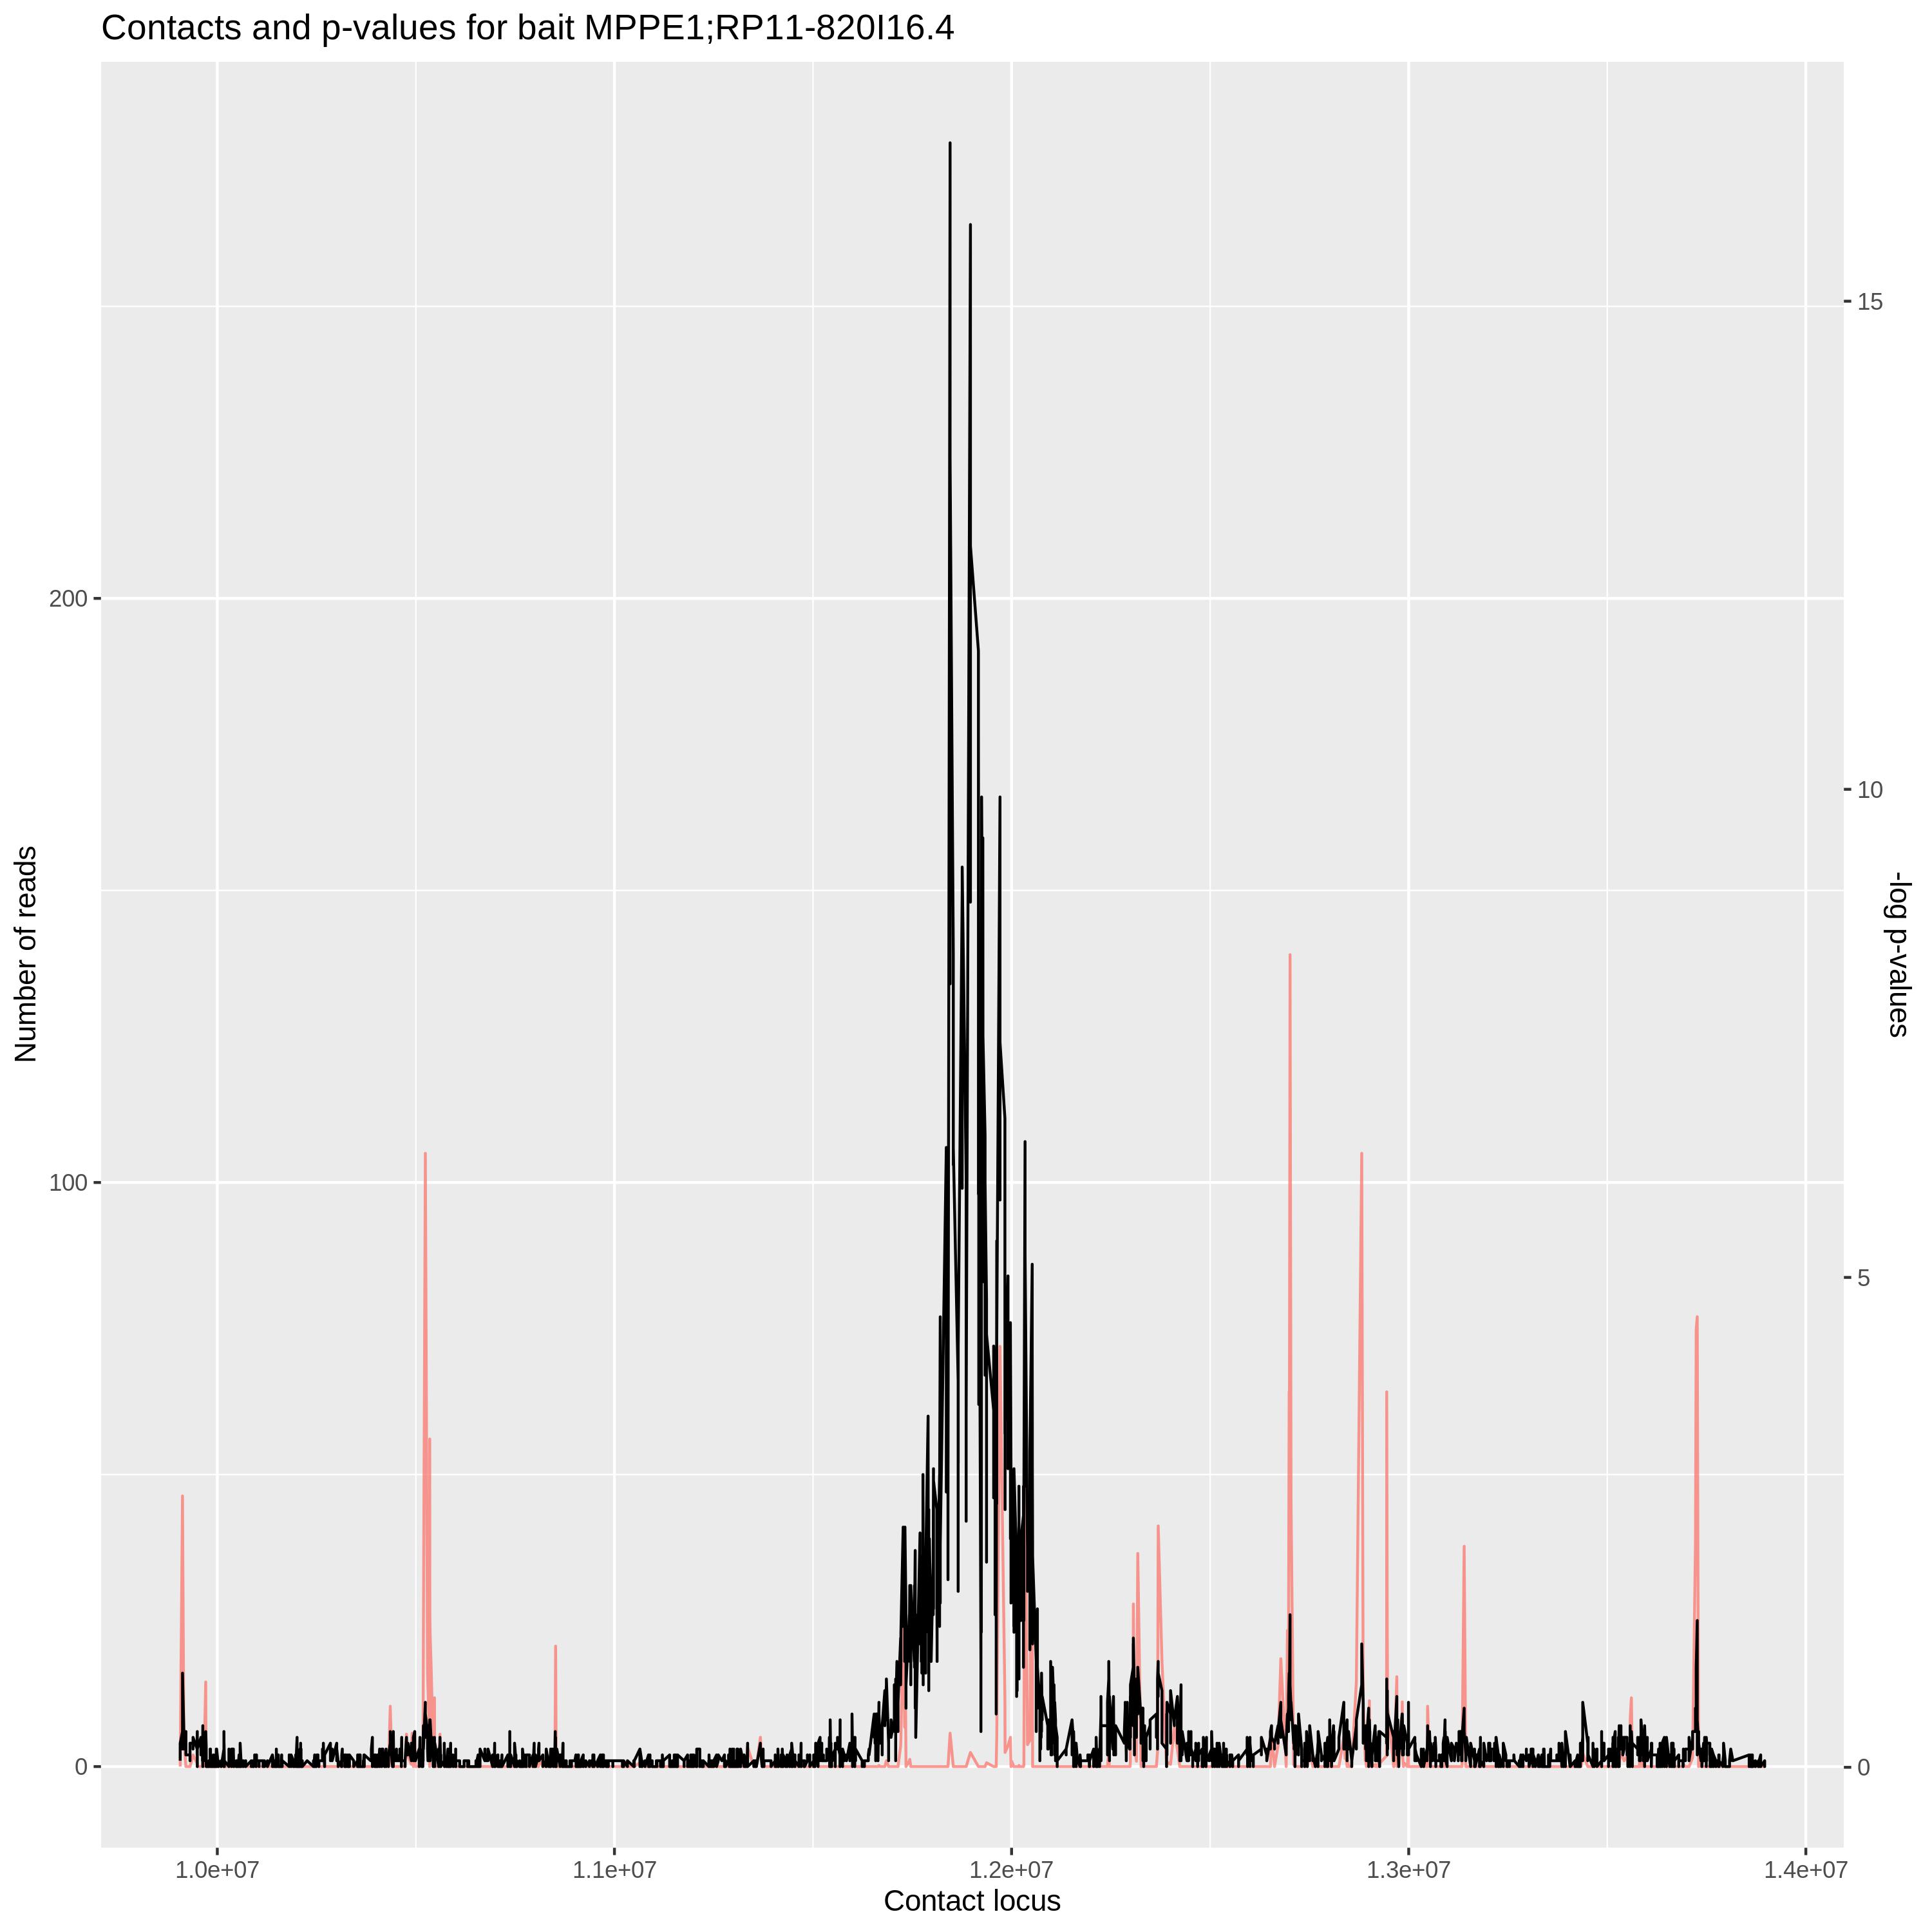 Contacts and p-values for bait MPPE1;RP11-820I16.4
Number of reads
200
100
0
15
10
5
0
-log p-values
1.0e+07
1.1e+07
1.2e+07
1.3e+07
1.4e+07
Contact locus